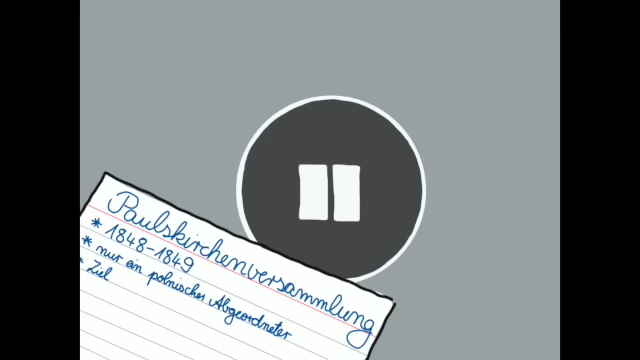 Paulskirchenversammlung
* 1848-1849
* nur ein polnischer Abgeordneter
- Ziel